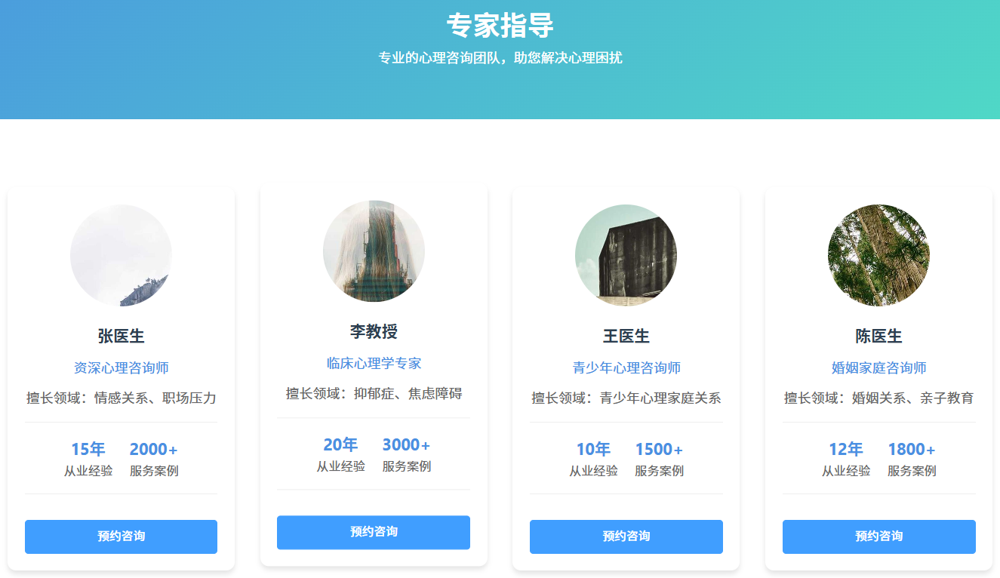 专家指导
专业的心理咨询团队，助您解决心理困扰
张医生
资深心理咨询师
擅长领域：情感关系、职场压力
15年 2000+
从业经验 服务案例
预约咨询
李教授
临床心理学专家
擅长领域：抑郁症、焦虑障碍
20年 3000+
从业经验 服务案例
预约咨询
王医生
青少年心理咨询师
擅长领域：青少年心理家庭关系
10年 1500+
从业经验 服务案例
预约咨询
陈医生
婚姻家庭咨询师
擅长领域：婚姻关系、亲子教育
12年 1800+
从业经验 服务案例
预约咨询